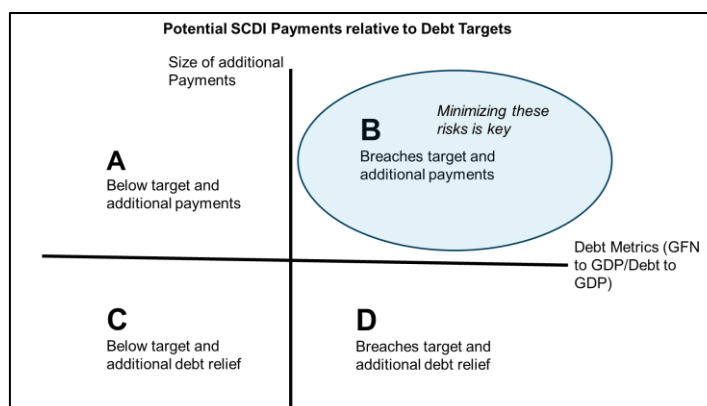 Potential SCDI Payments relative to Debt Targets
Size of additional
Payments
Minimizing these
risks is key
B
Breaches target and
additional payments
A
Below target and
additional payments
Debt Metrics (GFN
to GDP/Debt to
GDP)
C
Below target and
additional debt relief
D
Breaches target and
additional debt relief